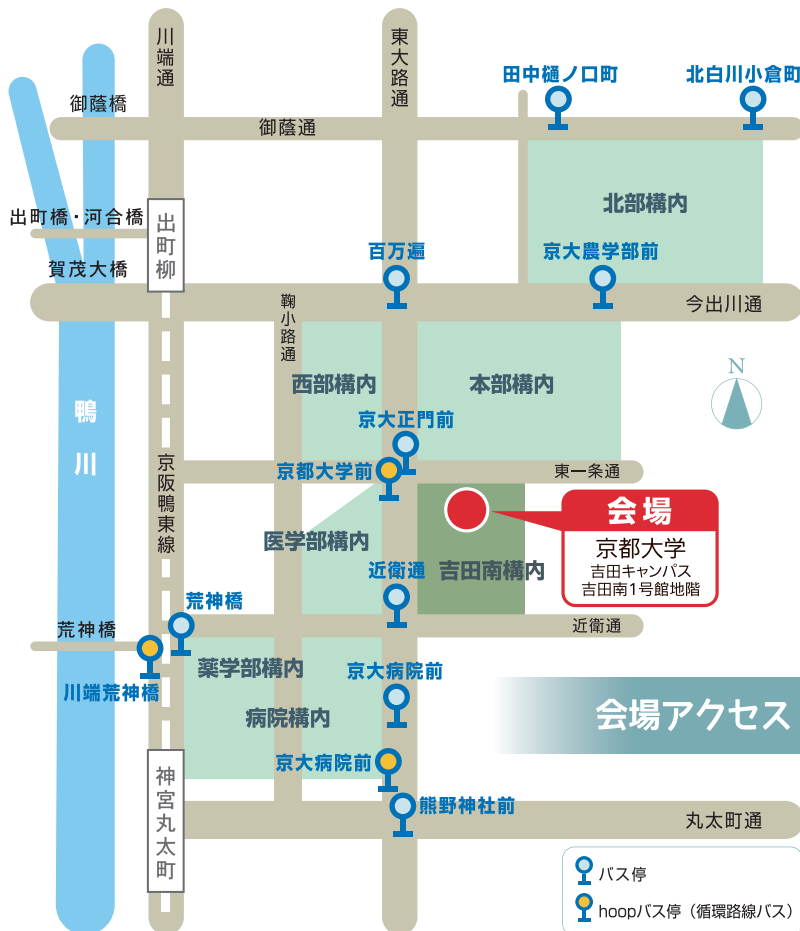 川端通
東大路通
田中樋ノ口町
北白川小倉町
御蔭橋
御蔭通
北部構内
出町橋・河合橋
出町柳
賀茂大橋
百万遍
京大農学部前
今出川通
鞠小路通
N
西部構内
本部構内
鴨川
京大正門前
京阪鴨東線
京都大学前
東一条通
会場
京都大学
吉田キャンパス
吉田南1号館地階
医学部構内
近衛通
吉田南構内
荒神橋
荒神橋
近衛通
川端荒神橋
薬学部構内
京大病院前
病院構内
会場アクセス
京大病院前
神宮丸太町
熊野神社前
丸太町通
バス停
hoopバス停（循環路線バス）